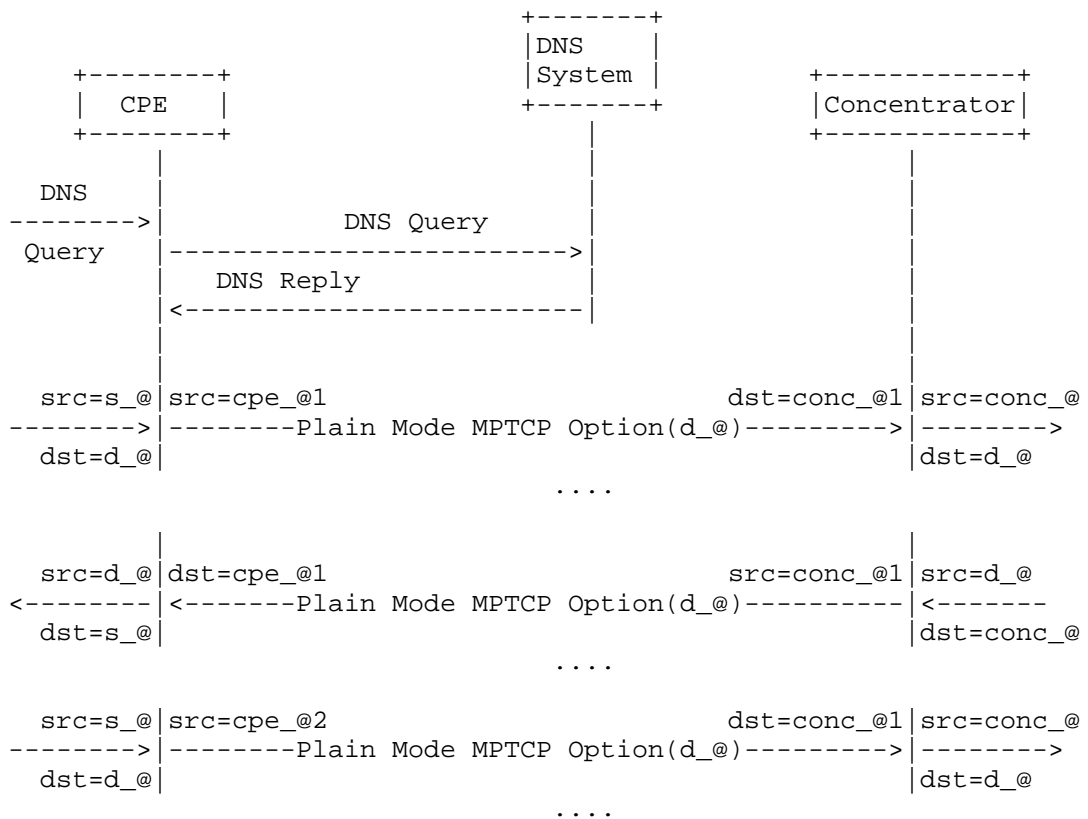 DNS
System
CPE
Concentrator
DNS
DNS Query
Query
DNS Reply
src=s_@ src=cpe_@1 dst=conc_@1 src=conc_@
Plain Mode MPTCP Option(d_@)
dst=d_@ dst=d_@
....
src=d_@ dst=cpe_@1 src=conc_@1 src=d_@
Plain Mode MPTCP Option(d_@)
dst=s_@ dst=conc_@
....
src=s_@ src=cpe_@2 dst=conc_@1 src=conc_@
Plain Mode MPTCP Option(d_@)
dst=d_@ dst=d_@
....